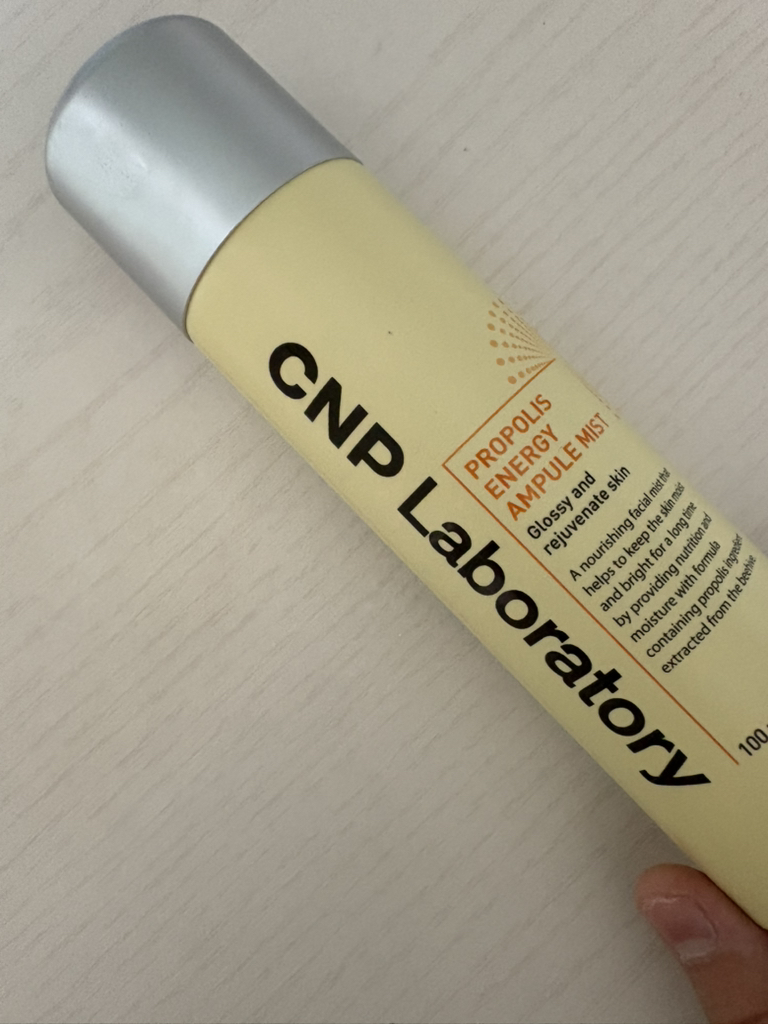 CNP Laboratory
PROPOLIS
ENERGY
AMPULE MIST
Glossy and
rejuvenate skin
A nourishing facial mist that
helps to keep the skin moist
and bright for a long time
by providing nutrition and
moisture with formula
containing propolis ingredient
extracted from the beehive
100